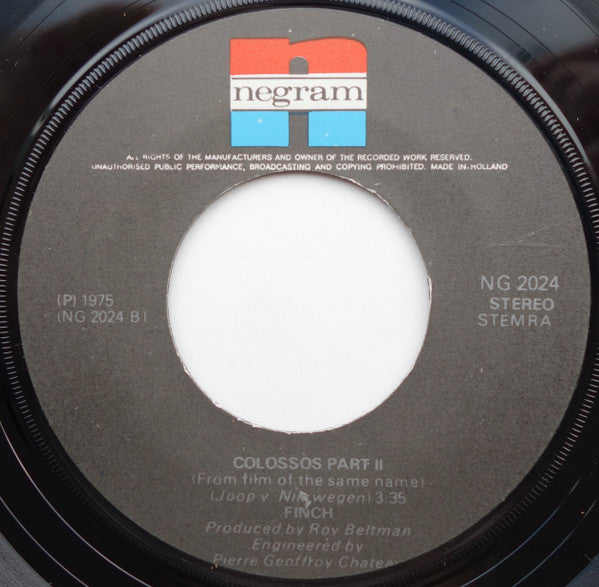 negram
ALL RIGHTS OF THE MANUFACTURERS AND OWNER OF THE RECORDED WORK RESERVED.
UNAUTHORISED PUBLIC PERFORMANCE, BROADCASTING AND COPYING PROHIBITED. MADE IN HOLLAND
(P) 1975
(NG 2024 B)
NG 2024
STEREO
STEMRA
COLOSSOS PART II
(From film of the same name)
(Joop v. Nimwegen) 3:35
FINCH
Produced by Roy Beltman
Engineered by
Pierre Geoffroy Chateau